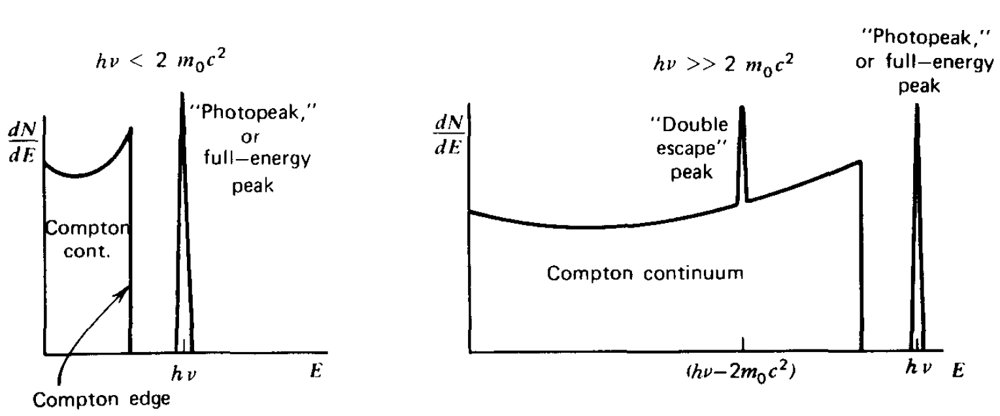 hν < 2 m₀c²
dN
dE
"Photopeak,"
or
full–energy
peak
Compton
cont.
hν
E
Compton edge
hν >> 2 m₀c²
"Photopeak,"
or full–energy
peak
dN
dE
"Double
escape"
peak
Compton continuum
(hν–2m₀c²)
hν
E